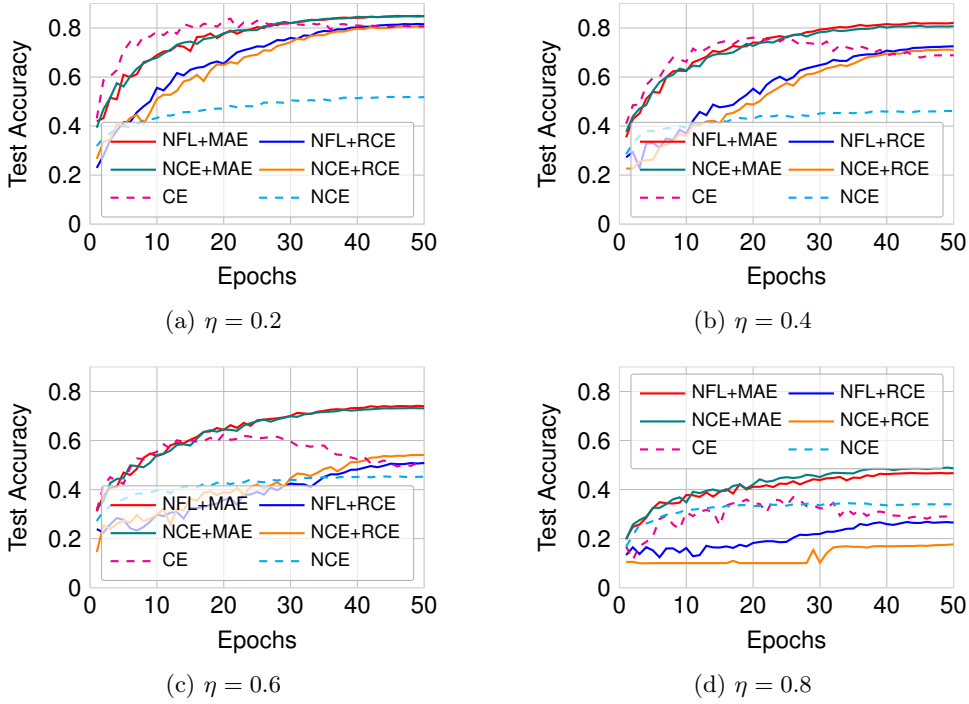 0.8
0.6
0.4
0.2
0
Test Accuracy
NFL+MAE NFL+RCE
NCE+MAE NCE+RCE
CE NCE
0 10 20 30 40 50
Epochs
(a) η = 0.2
0.8
0.6
0.4
0.2
0
Test Accuracy
NFL+MAE NFL+RCE
NCE+MAE NCE+RCE
CE NCE
0 10 20 30 40 50
Epochs
(b) η = 0.4
0.8
0.6
0.4
0.2
0
Test Accuracy
NFL+MAE NFL+RCE
NCE+MAE NCE+RCE
CE NCE
0 10 20 30 40 50
Epochs
(c) η = 0.6
0.8
0.6
0.4
0.2
0
Test Accuracy
NFL+MAE NFL+RCE
NCE+MAE NCE+RCE
CE NCE
0 10 20 30 40 50
Epochs
(d) η = 0.8